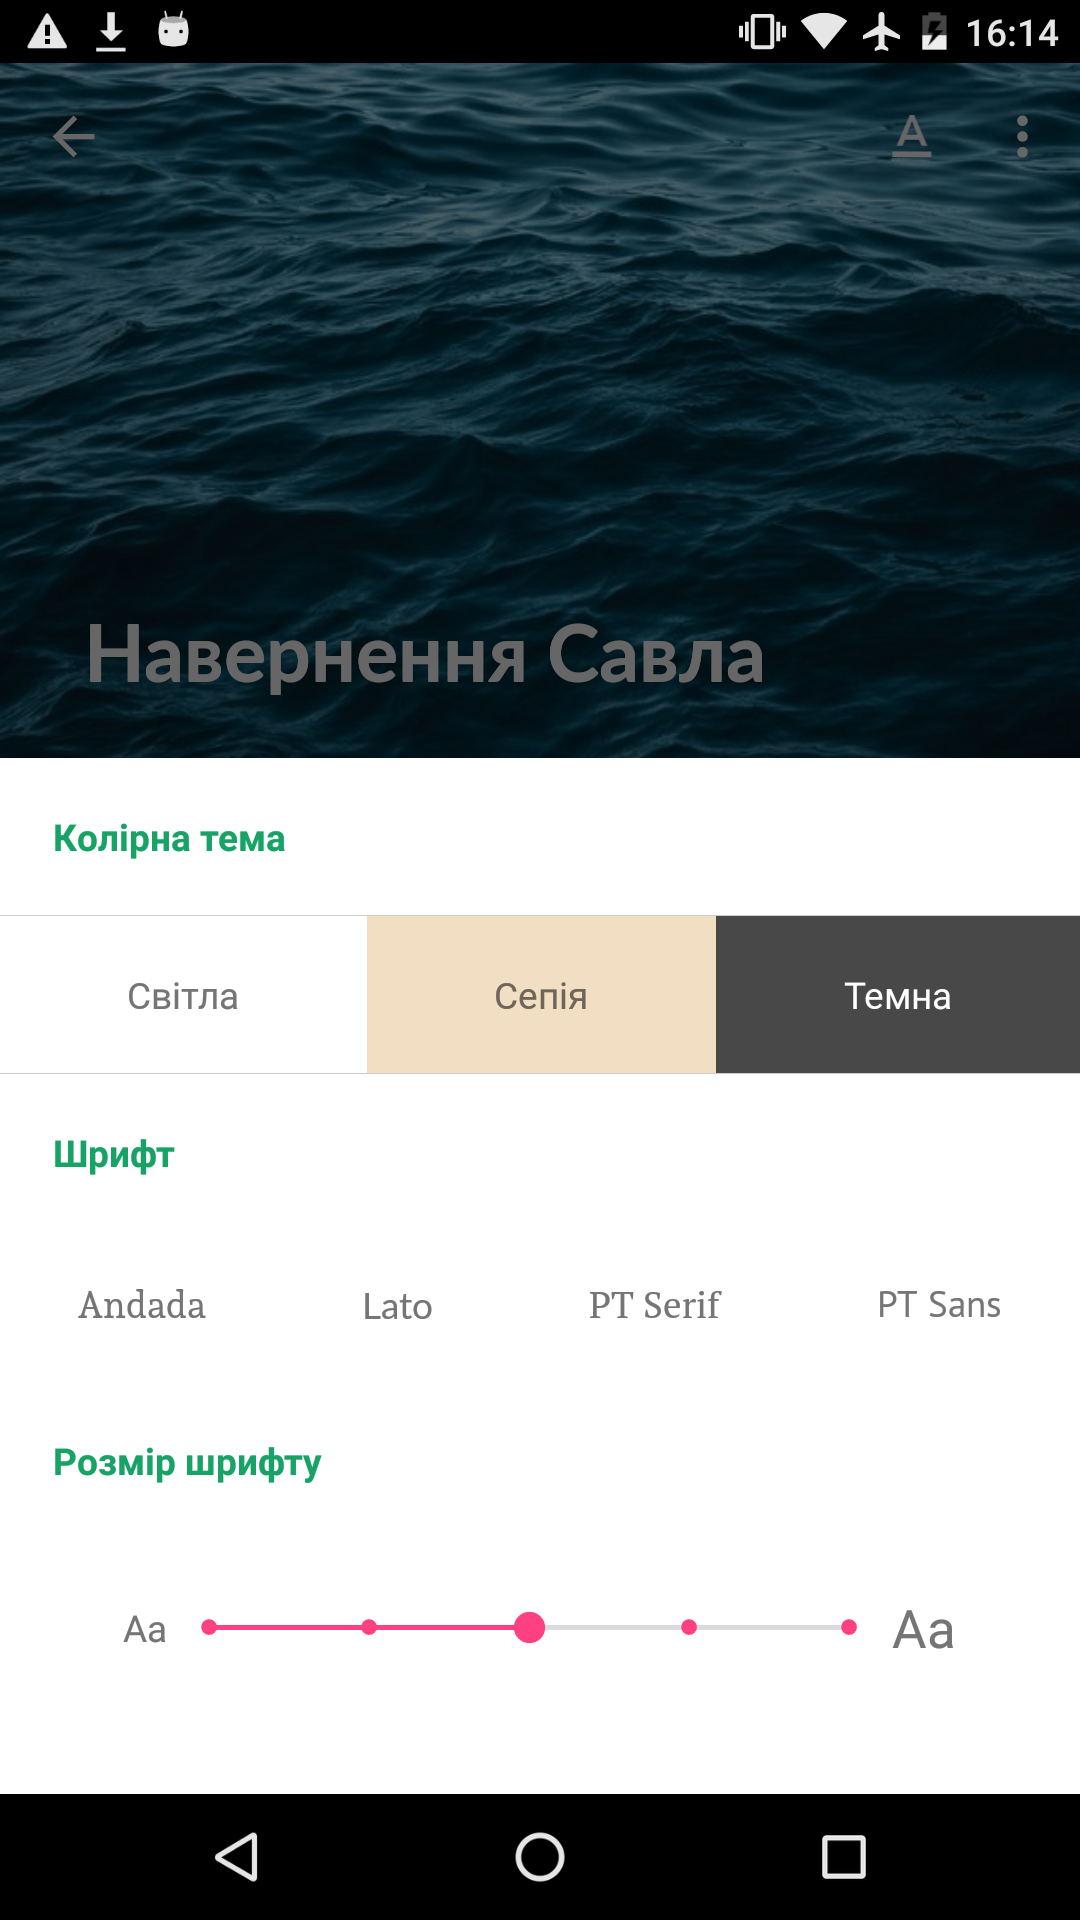 16:14
A
Навернення Савла
Колірна тема
Світла Сепія Темна
Шрифт
Andada Lato PT Serif PT Sans
Розмір шрифту
Aa Aa